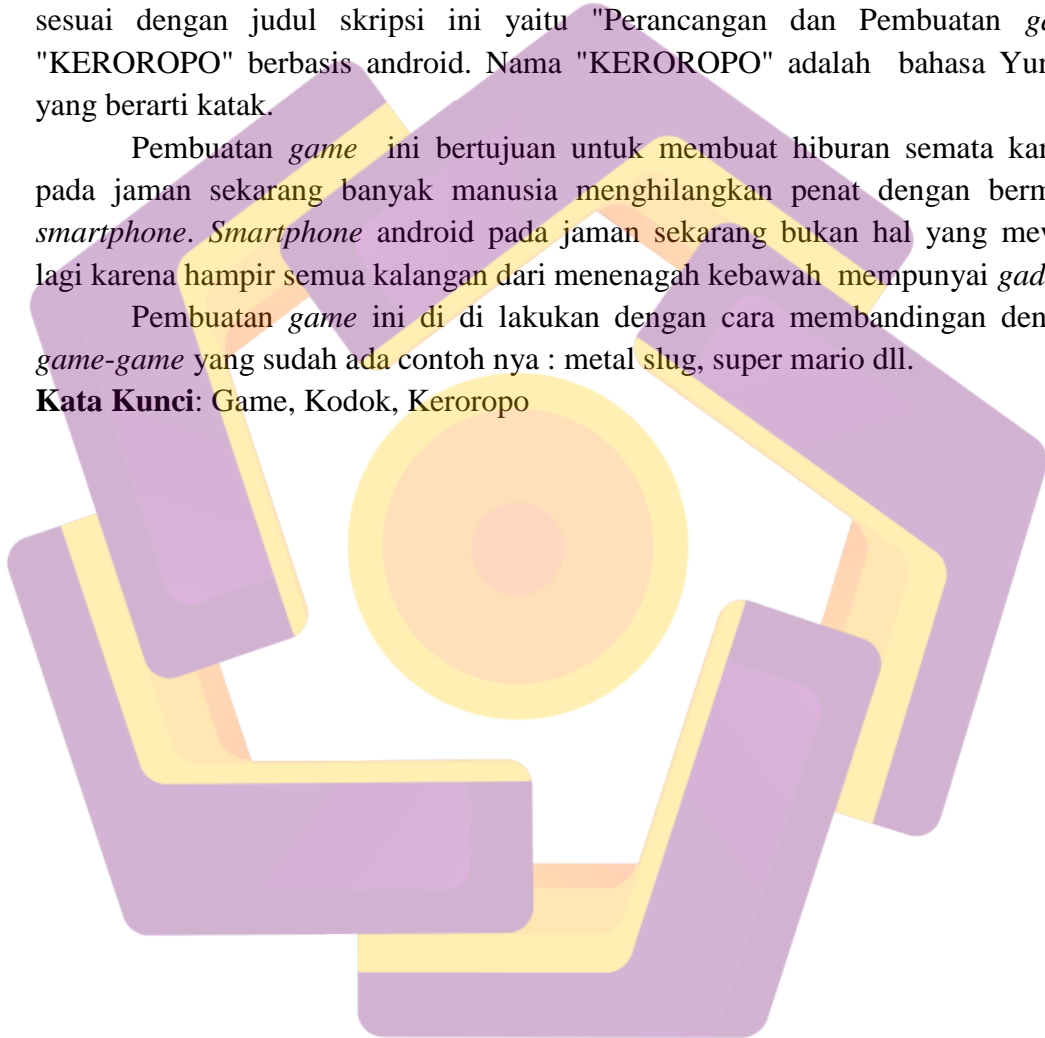 sesuai dengan judul skripsi ini yaitu "Perancangan dan Pembuatan
"KEROROPO" berbasis android. Nama "KEROROPO" adalah bahasa
yang berarti katak.
Pembuatan game ini bertujuan untuk membuat hiburan semata
pada jaman sekarang banyak manusia menghilangkan penat dengan
smartphone. Smartphone android pada jaman sekarang bukan hal yang
lagi karena hampir semua kalangan dari menenagah kebawah mempunyai
Pembuatan game ini di di lakukan dengan cara membandingan
game-game yang sudah ada contoh nya : metal slug, super mario dll.
Kata Kunci: Game, Kodok, Keroropo